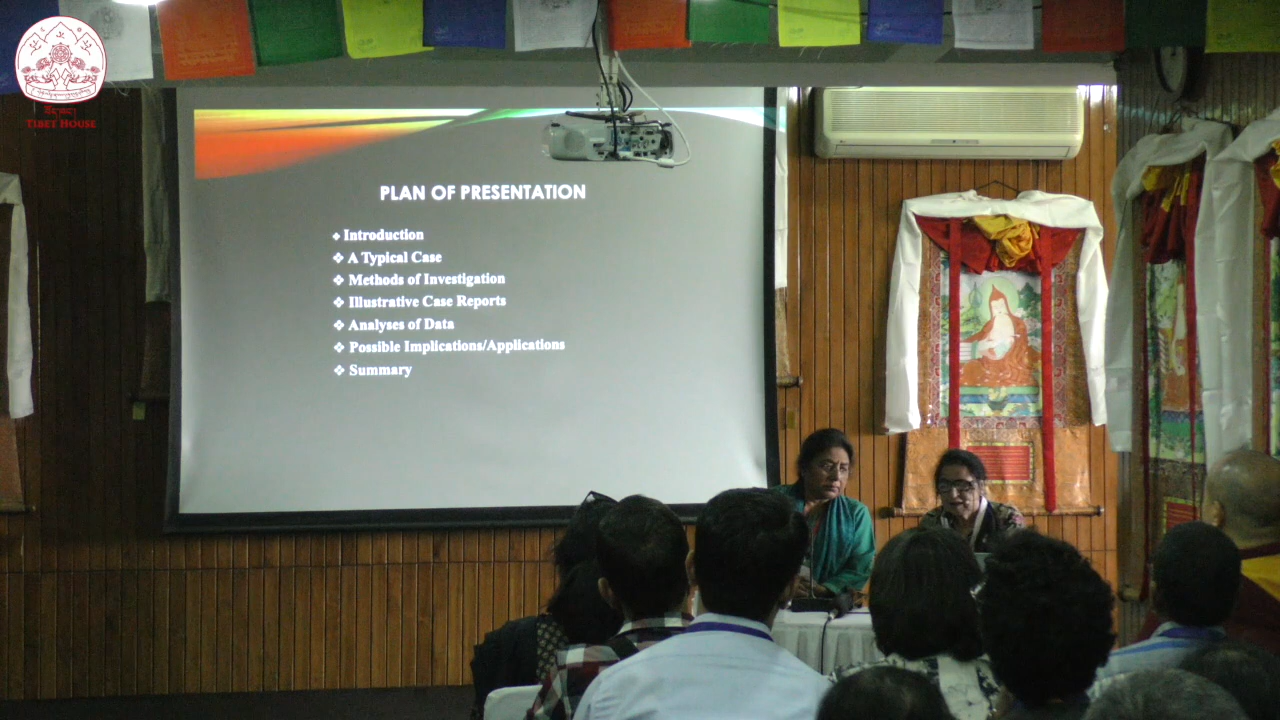 TIBET HOUSE
PLAN OF PRESENTATION
❖ Introduction
❖ A Typical Case
❖ Methods of Investigation
❖ Illustrative Case Reports
❖ Analyses of Data
❖ Possible Implications/Applications
❖ Summary